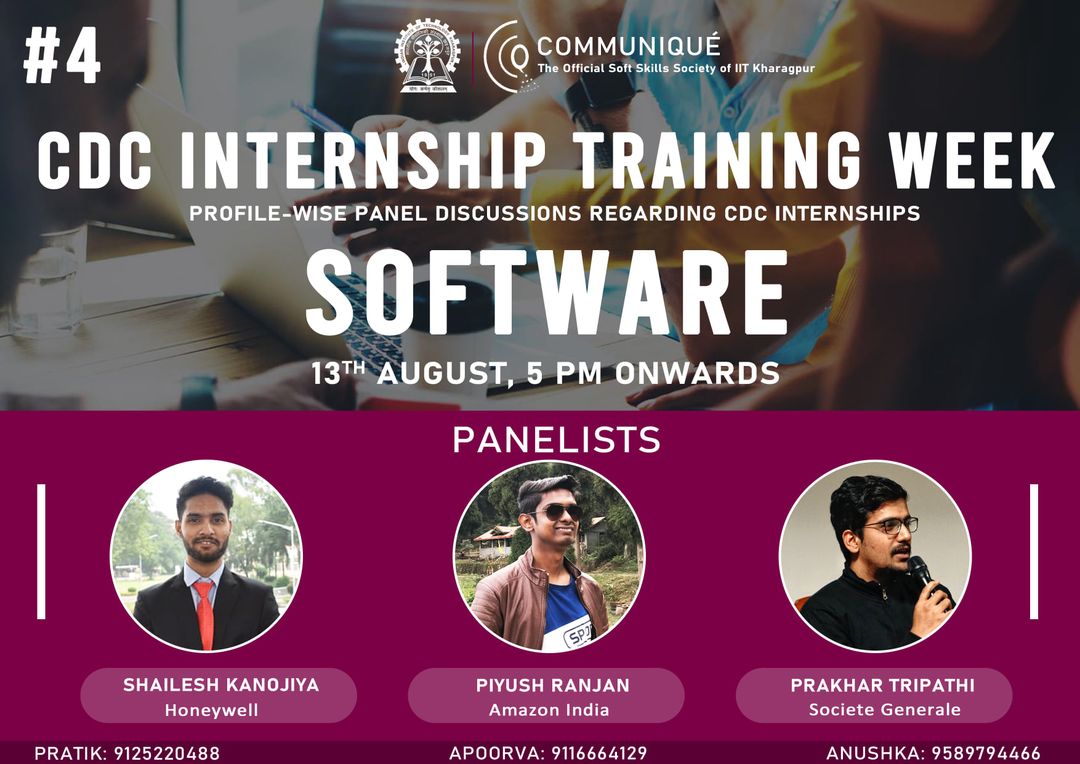 #4
COMMUNIQUÉ
The Official Soft Skills Society of IIT Kharagpur
1951
CDC INTERNSHIP TRAINING WEEK
PROFILE-WISE PANEL DISCUSSIONS REGARDING CDC INTERNSHIPS
SOFTWARE
13TH AUGUST, 5 PM ONWARDS
PANELISTS
SHAILESH KANOJIYA
Honeywell
PIYUSH RANJAN
Amazon India
PRAKHAR TRIPATHI
Societe Generale
PRATIK: 9125220488
APOORVA: 9116664129
ANUSHKA: 9589794466